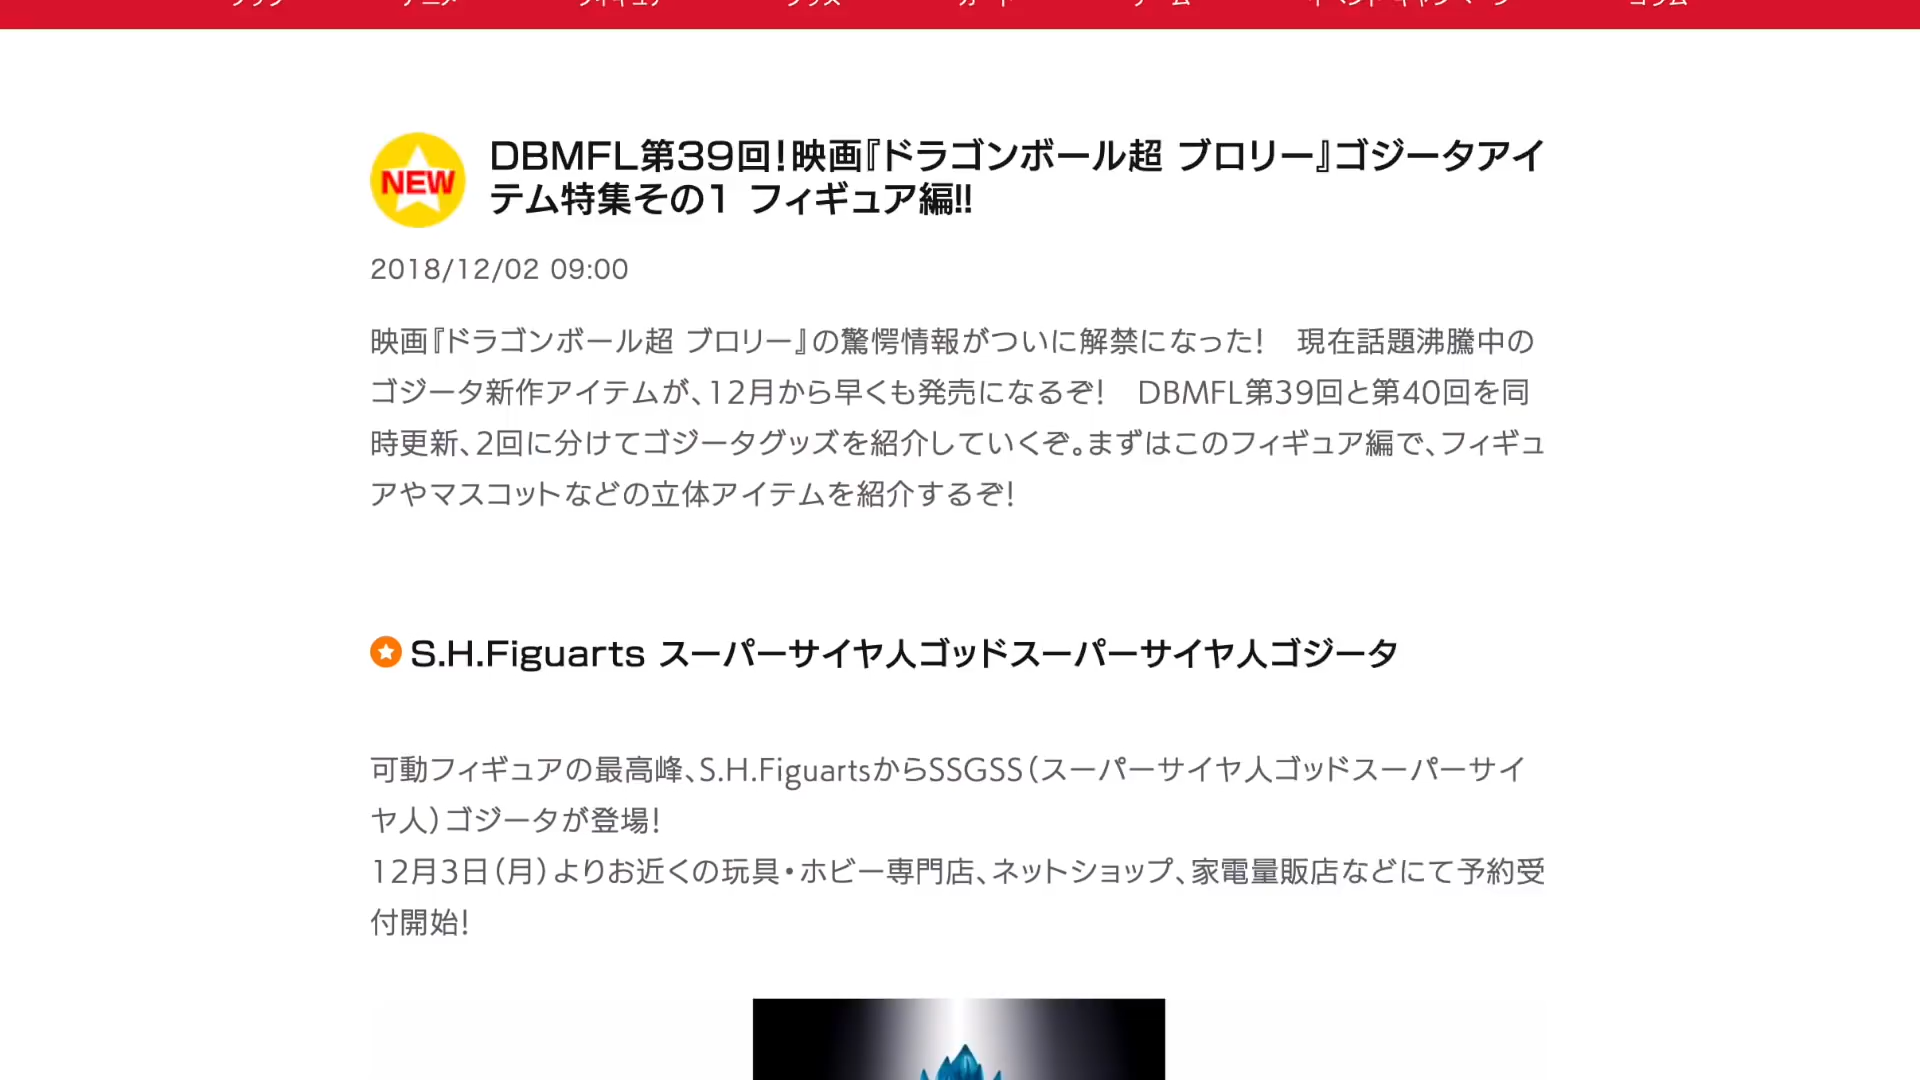 NEW
DBMFL第39回！映画『ドラゴンボール超 ブロリー』ゴジータアイ
テム特集その1 フィギュア編!!
2018/12/02 09:00
映画『ドラゴンボール超 ブロリー』の驚愕情報がついに解禁になった！　現在話題沸騰中の
ゴジータ新作アイテムが、12月から早くも発売になるぞ！　DBMFL第39回と第40回を同
時更新、2回に分けてゴジータグッズを紹介していくぞ。まずはこのフィギュア編で、フィギュ
アやマスコットなどの立体アイテムを紹介するぞ！
S.H.Figuarts スーパーサイヤ人ゴッドスーパーサイヤ人ゴジータ
可動フィギュアの最高峰、S.H.FiguartsからSSGSS（スーパーサイヤ人ゴッドスーパーサイ
ヤ人）ゴジータが登場！
12月3日（月）よりお近くの玩具・ホビー専門店、ネットショップ、家電量販店などにて予約受
付開始！